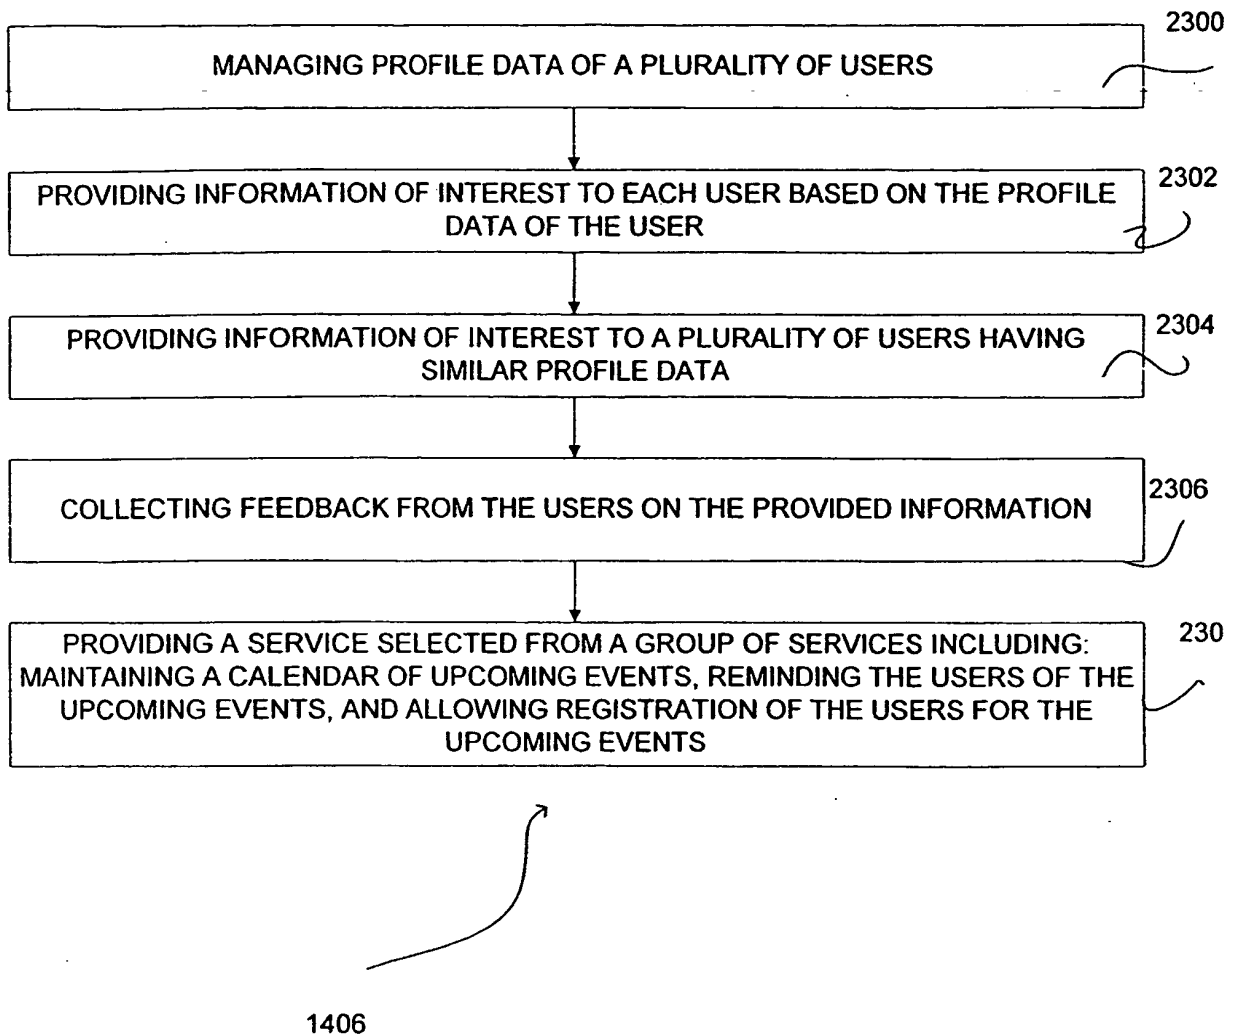 2300
MANAGING PROFILE DATA OF A PLURALITY OF USERS
2302
PROVIDING INFORMATION OF INTEREST TO EACH USER BASED ON THE PROFILE
DATA OF THE USER
2304
PROVIDING INFORMATION OF INTEREST TO A PLURALITY OF USERS HAVING
SIMILAR PROFILE DATA
2306
COLLECTING FEEDBACK FROM THE USERS ON THE PROVIDED INFORMATION
230
PROVIDING A SERVICE SELECTED FROM A GROUP OF SERVICES INCLUDING:
MAINTAINING A CALENDAR OF UPCOMING EVENTS, REMINDING THE USERS OF THE
UPCOMING EVENTS, AND ALLOWING REGISTRATION OF THE USERS FOR THE
UPCOMING EVENTS
1406